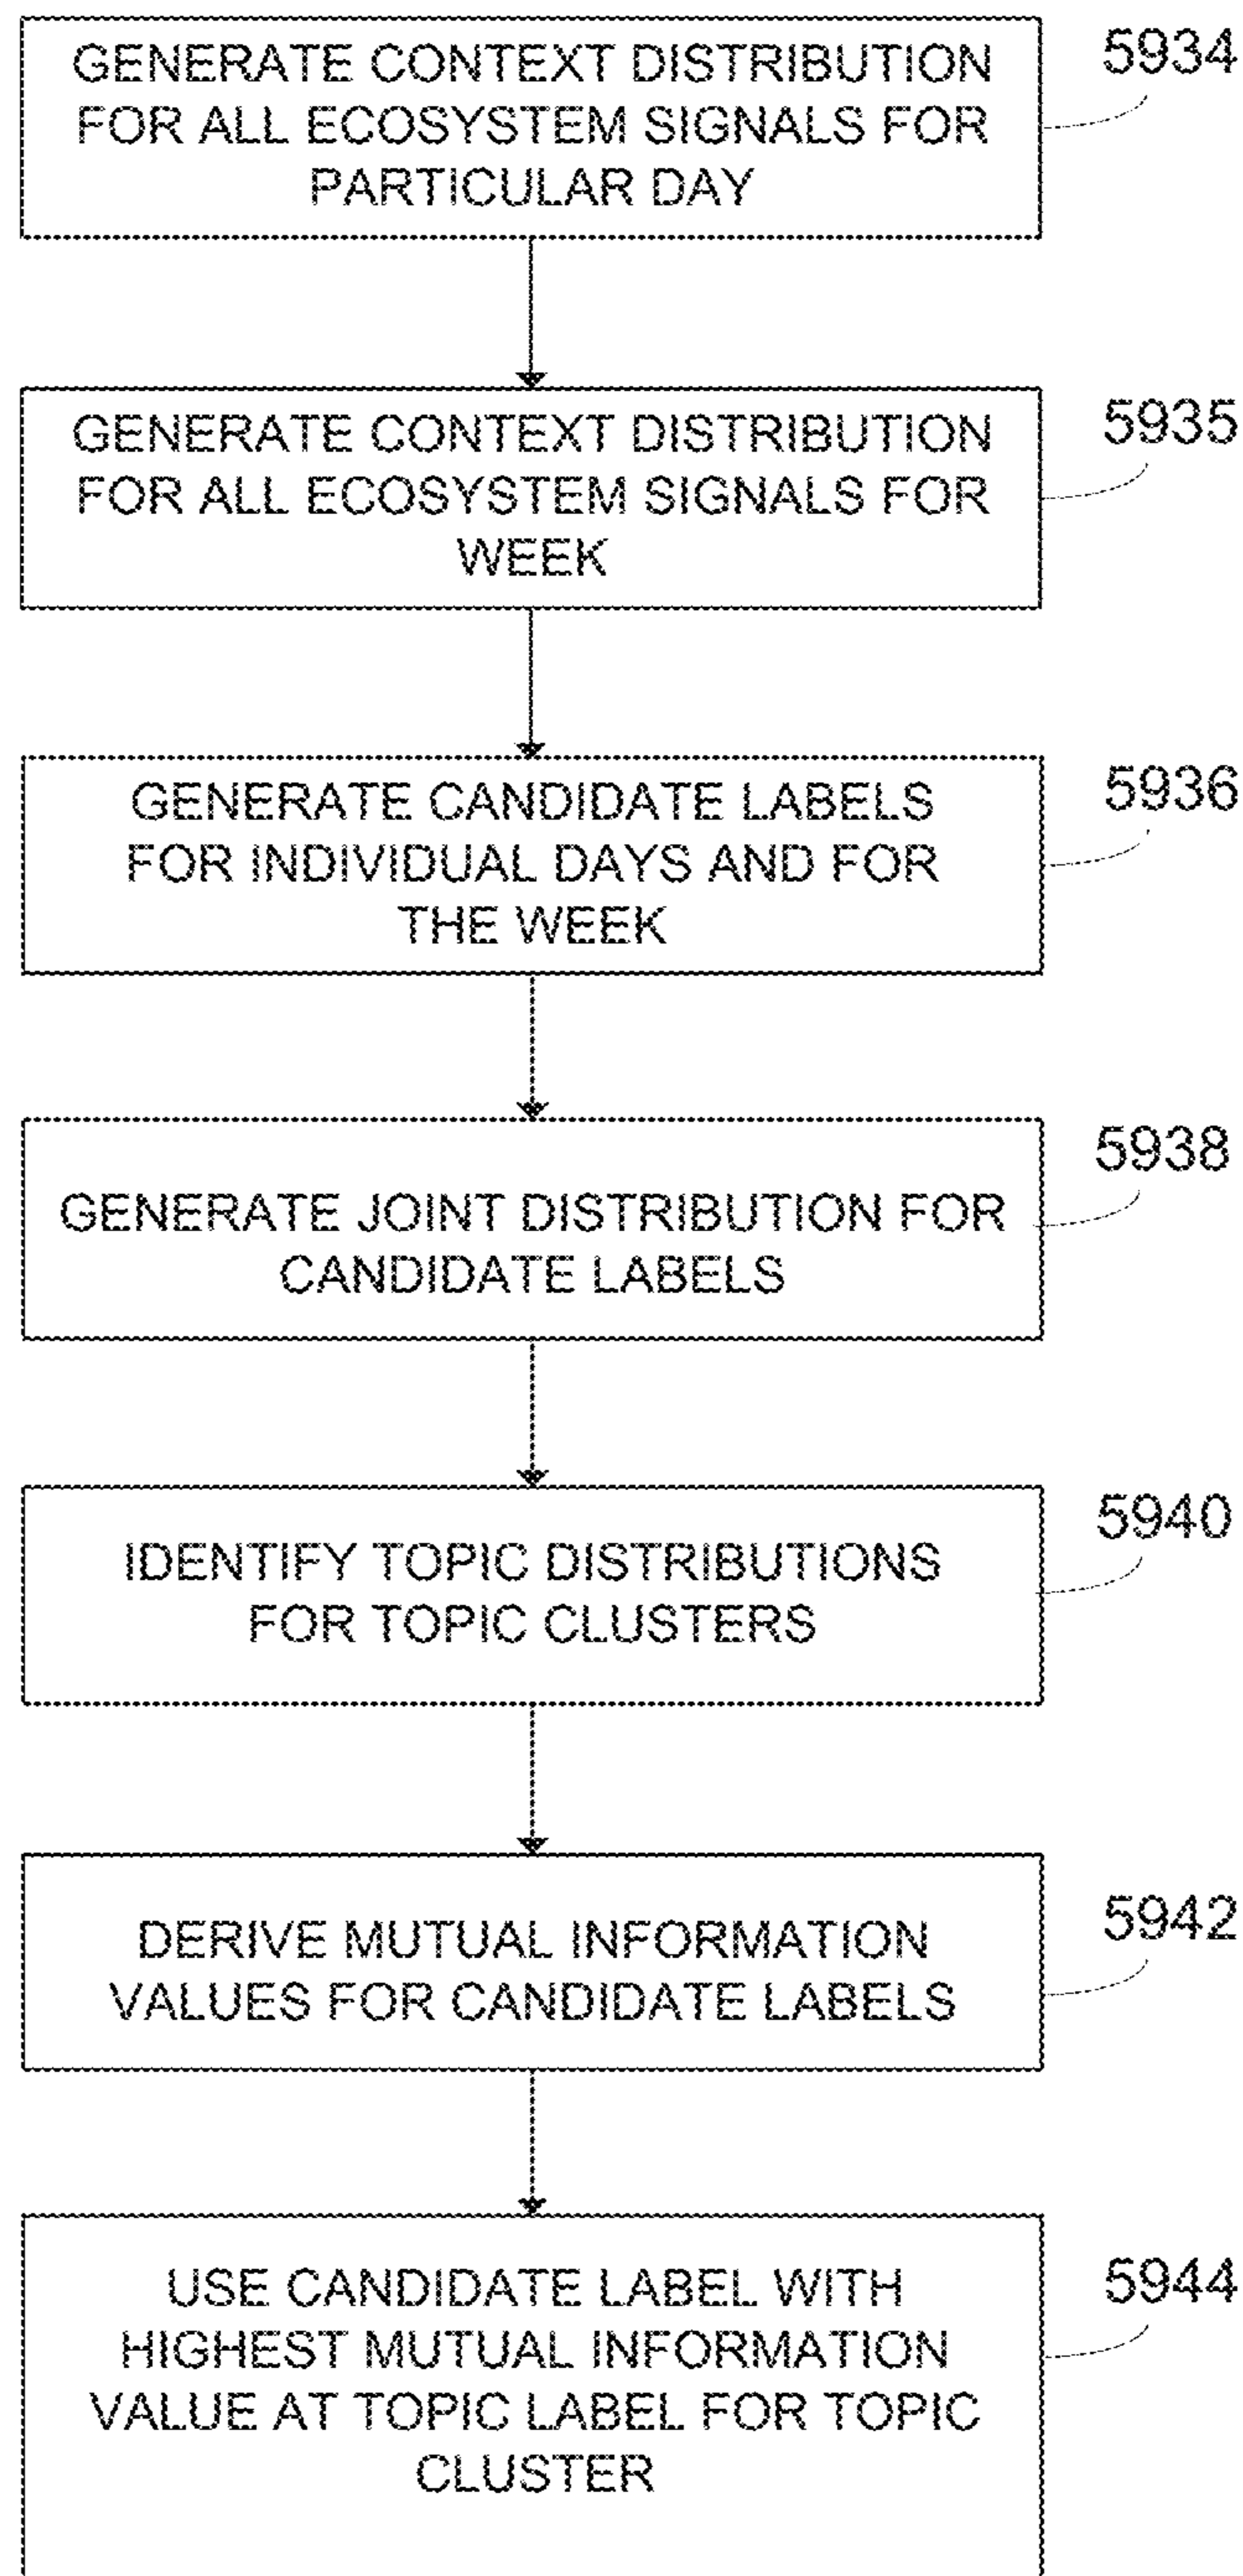 GENERATE CONTEXT DISTRIBUTION
FOR ALL ECOSYSTEM SIGNALS FOR
PARTICULAR DAY
5934
GENERATE CONTEXT DISTRIBUTION
FOR ALL ECOSYSTEM SIGNALS FOR
WEEK
5935
GENERATE CANDIDATE LABELS
FOR INDIVIDUAL DAYS AND FOR
THE WEEK
5936
GENERATE JOINT DISTRIBUTION FOR
CANDIDATE LABELS
5938
IDENTIFY TOPIC DISTRIBUTIONS
FOR TOPIC CLUSTERS
5940
DERIVE MUTUAL INFORMATION
VALUES FOR CANDIDATE LABELS
5942
USE CANDIDATE LABEL WITH
HIGHEST MUTUAL INFORMATION
VALUE AT TOPIC LABEL FOR TOPIC
CLUSTER
5944